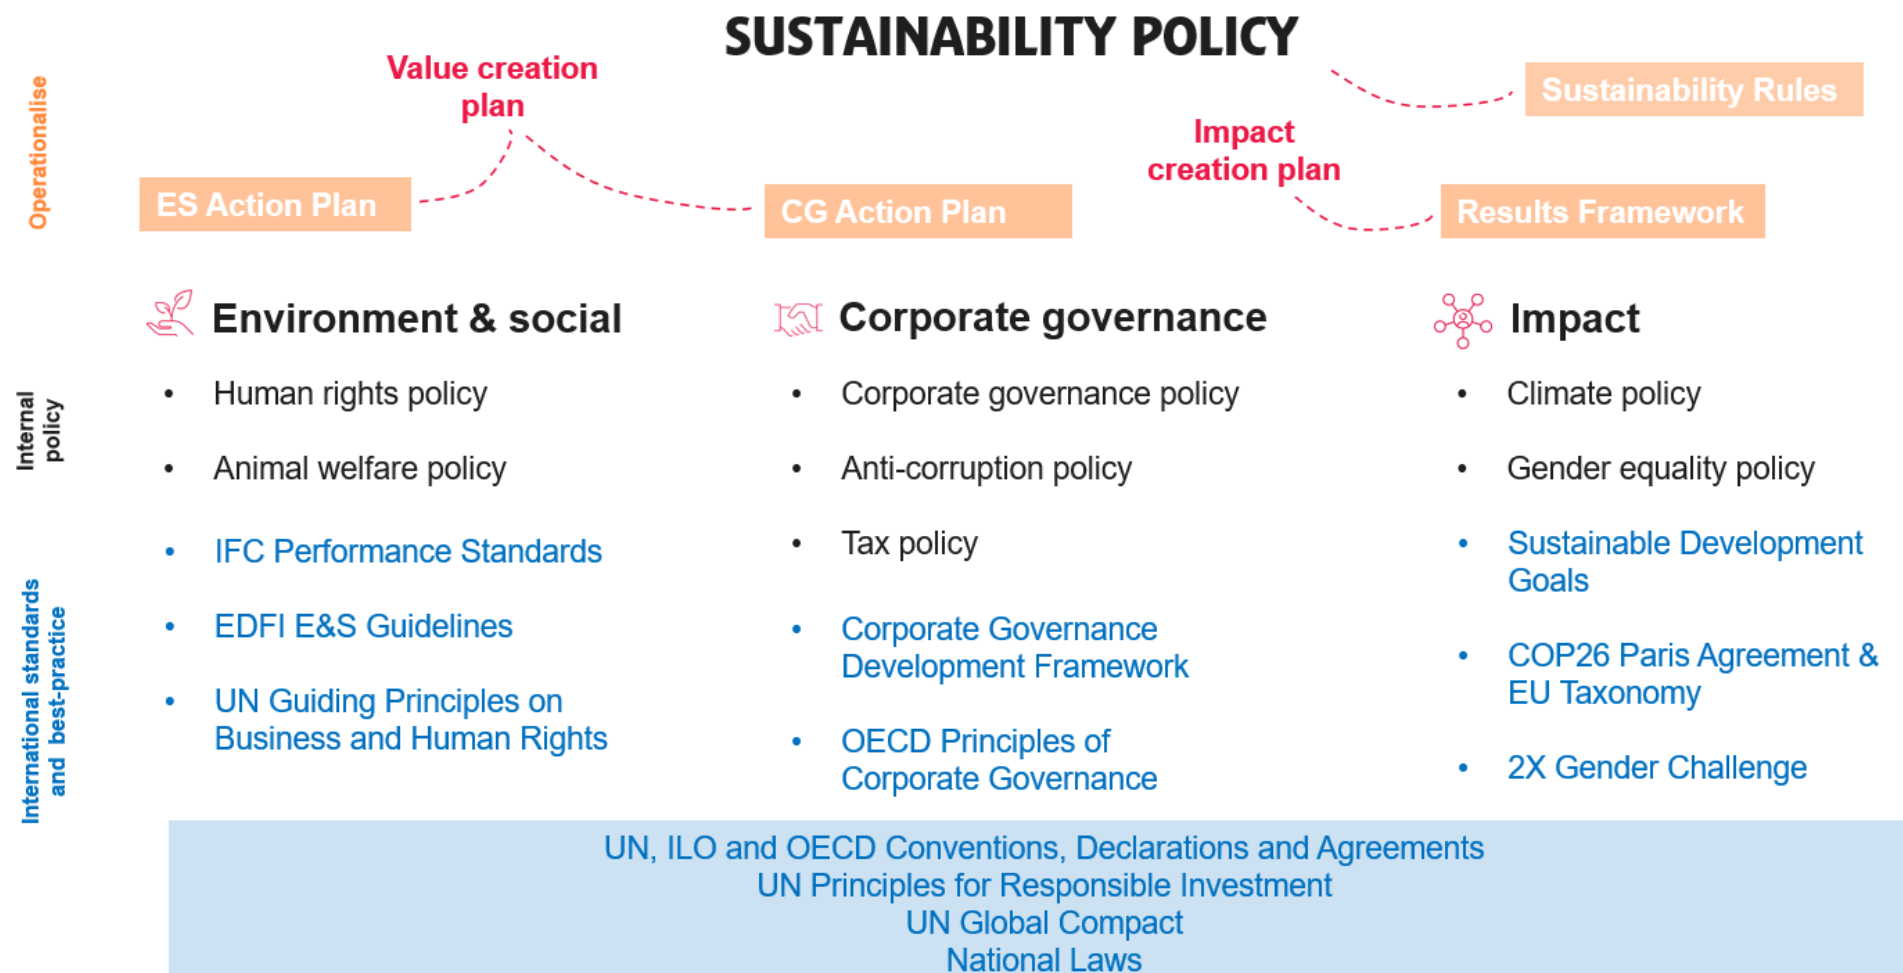 SUSTAINABILITY POLICY
Operationalise
Value creation
plan
Sustainability Rules
Impact
creation plan
ES Action Plan
CG Action Plan
Results Framework
Environment & social
Corporate governance
Impact
Internal
policy
• Human rights policy
• Animal welfare policy
• Corporate governance policy
• Anti-corruption policy
• Tax policy
• Climate policy
• Gender equality policy
International standards
and best-practice
• IFC Performance Standards
• EDFI E&S Guidelines
• UN Guiding Principles on
Business and Human Rights
• Corporate Governance
Development Framework
• OECD Principles of
Corporate Governance
• Sustainable Development
Goals
• COP26 Paris Agreement &
EU Taxonomy
• 2X Gender Challenge
UN, ILO and OECD Conventions, Declarations and Agreements
UN Principles for Responsible Investment
UN Global Compact
National Laws